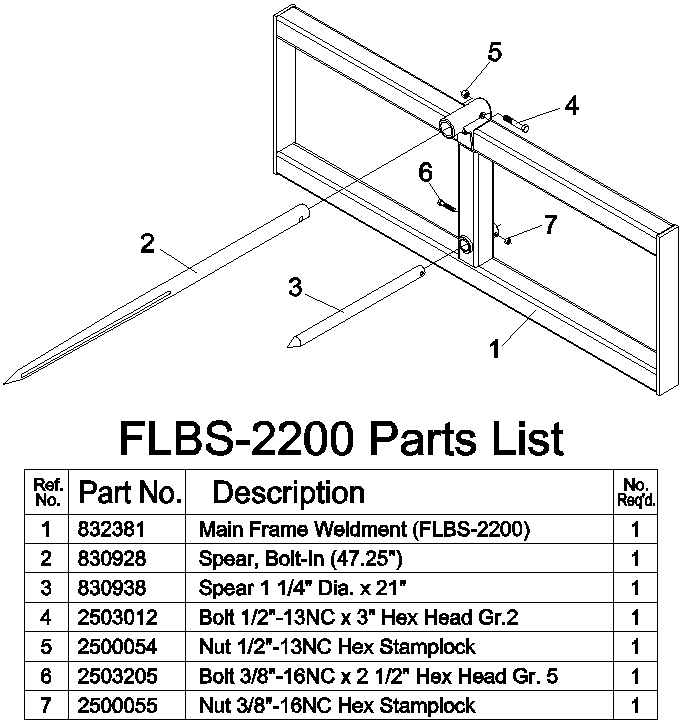 5
4
6
7
2
3
1
FLBS-2200 Parts List
Ref. No. Part No. Description No. Req'd.
1 832381 Main Frame Weldment (FLBS-2200) 1
2 830928 Spear, Bolt-In (47.25") 1
3 830938 Spear 1 1/4" Dia. x 21" 1
4 2503012 Bolt 1/2"-13NC x 3" Hex Head Gr.2 1
5 2500054 Nut 1/2"-13NC Hex Stamplock 1
6 2503205 Bolt 3/8"-16NC x 2 1/2" Hex Head Gr. 5 1
7 2500055 Nut 3/8"-16NC Hex Stamplock 1